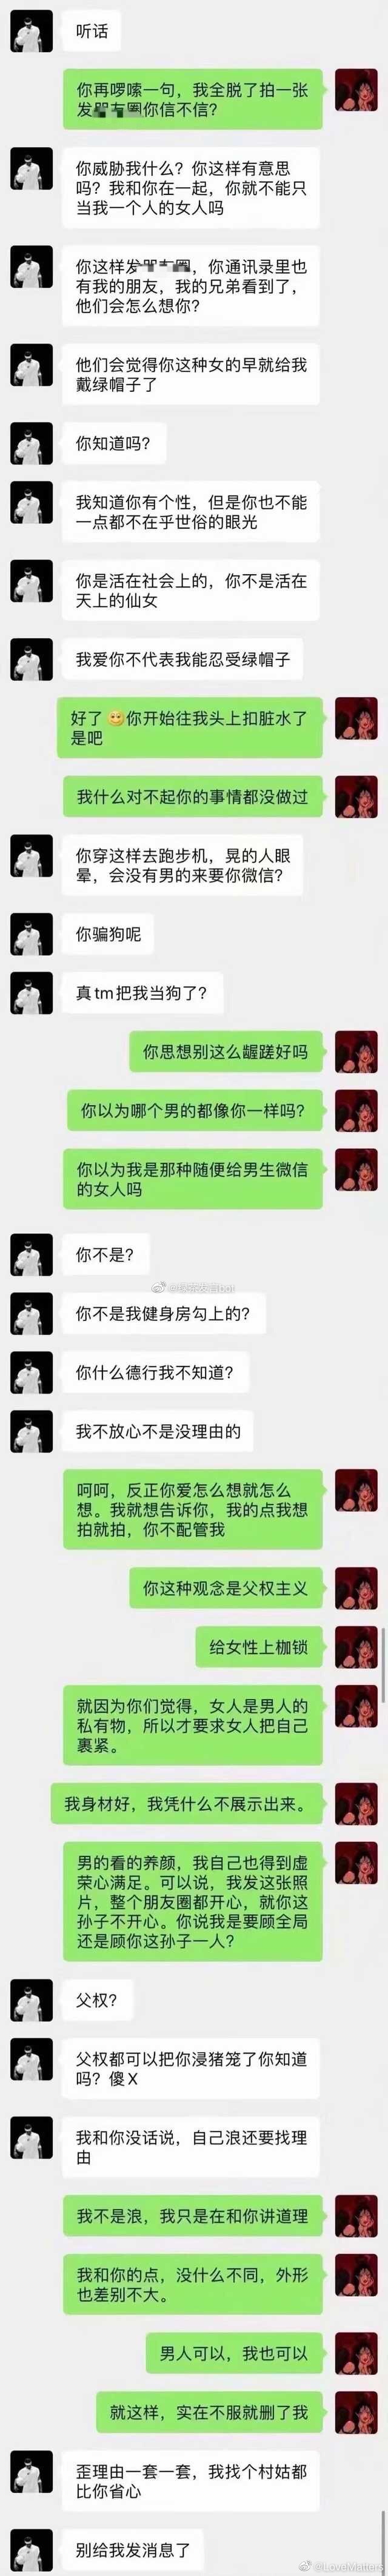 听话
你再啰嗦一句，我全脱了拍一张
发 圈你信不信？
你威胁我什么？你这样有意思
吗？我和你在一起，你就不能只
当我一个人的女人吗
你这样发 圈，你通讯录里也
有我的朋友，我的兄弟看到了，
他们会怎么想你？
他们会觉得你这种女的早就给我
戴绿帽子了
你知道吗？
我知道你有个性，但是你也不能
一点都不在乎世俗的眼光
你是活在社会上的，你不是活在
天上的仙女
我爱你不代表我能忍受绿帽子
好了 你开始往我头上扣脏水了
是吧
我什么对不起你的事情都没做过
你穿这样去跑步机，晃的人眼
晕，会没有男的来要你微信？
你骗狗呢
真tm把我当狗了？
你思想别这么龌蹉好吗
你以为哪个男的都像你一样吗？
你以为我是那种随便给男生微信
的女人吗
你不是？
你不是我健身房勾上的？
你什么德行我不知道？
我不放心不是没理由的
呵呵，反正你爱怎么想就怎么
想。我就想告诉你，我的点我想
拍就拍，你不配管我
你这种观念是父权主义
给女性上枷锁
就因为你们觉得，女人是男人的
私有物，所以才要求女人把自己
裹紧。
我身材好，我凭什么不展示出来。
男的看的养颜，我自己也得到虚
荣心满足。可以说，我发这张照
片，整个朋友圈都开心，就你这
孙子不开心。你说我是要顾全局
还是顾你这孙子一人？
父权？
父权都可以把你浸猪笼了你知道
吗？傻X
我和你没话说，自己浪还要找理
由
我不是浪，我只是在和你讲道理
我和你的点，没什么不同，外形
也差别不大。
男人可以，我也可以
就这样，实在不服就删了我
歪理由一套一套，我找个村姑都
比你省心
别给我发消息了
@LoveMatters